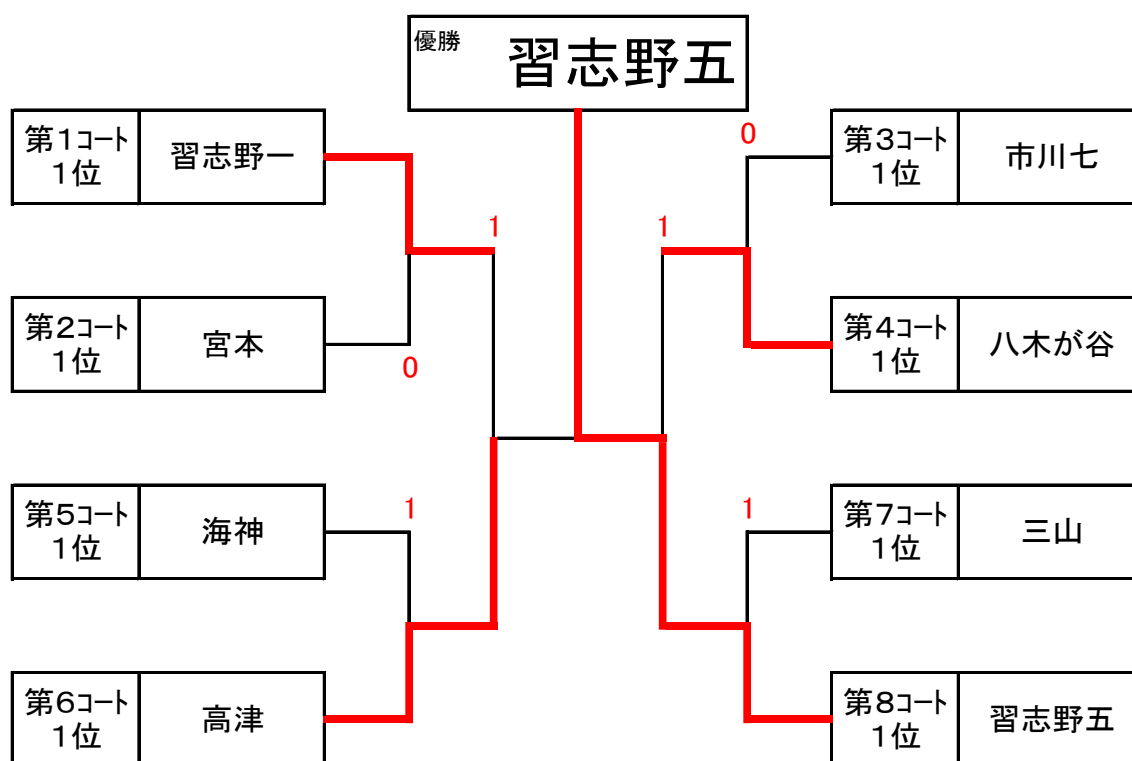 優勝
習志野五
第1コート
1位
習志野一
0
第3コート
1位
市川七
1
1
第2コート
1位
宮本
0
第4コート
1位
八木が谷
第5コート
1位
海神
1
1
第7コート
1位
三山
第6コート
1位
高津
第8コート
1位
習志野五